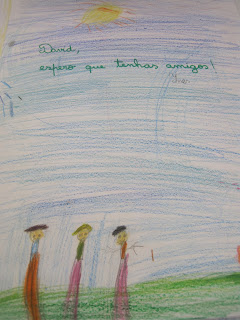 David,
espero que tenhas amigos!